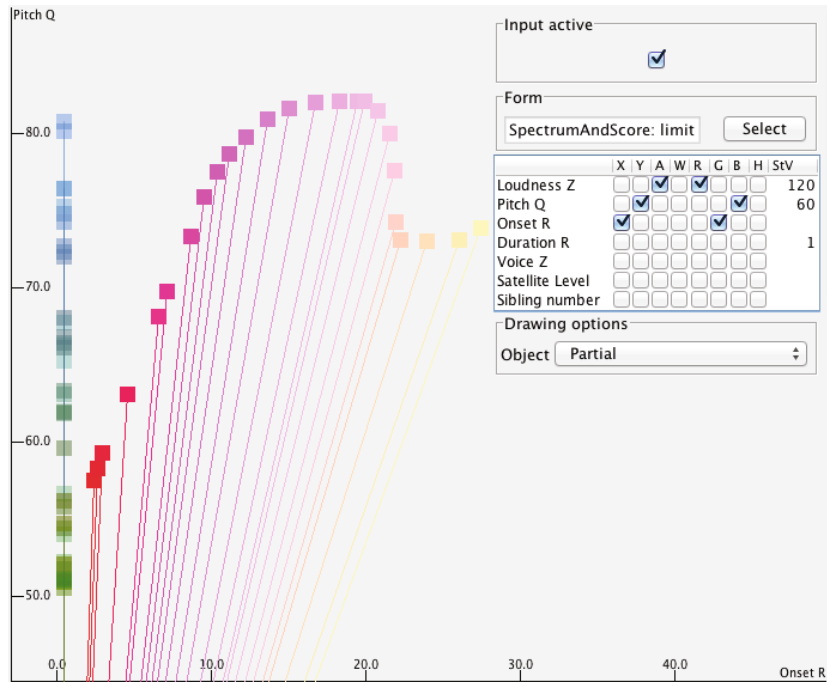 Pitch Q
Input active
80.0
Form
SpectrumAndScore: limit
Select
X Y A W R G B H StV
Loudness Z 120
Pitch Q 60
Onset R
Duration R 1
Voice Z
Satellite Level
Sibling number
70.0
Drawing options
Object Partial
60.0
50.0
0.0 10.0 20.0 30.0 40.0
Onset R